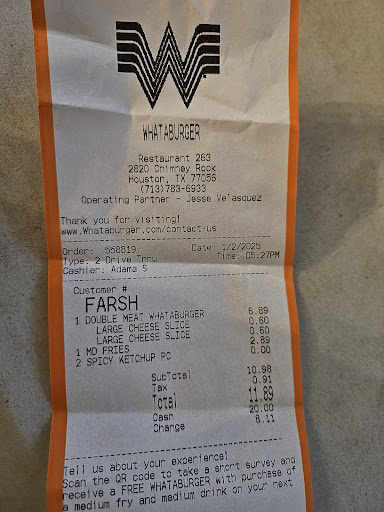 WHATABURGER
Restaurant 263
2820 Chimney Rock
Houston, TX 77056
(713)783-6933
Operating Partner - Jesse Velasquez
Thank you for visiting!
www.Whataburger.com/contact-us
Order: 558819 Date: 1/2/2025
Type: 2 Drive Thru Time: 05:27PM
Cashier: Adama S
Customer #
FARSH
1 DOUBLE MEAT WHATABURGER 6.89
LARGE CHEESE SLICE 0.60
LARGE CHEESE SLICE 0.60
1 MD FRIES 2.89
2 SPICY KETCHUP PC 0.00
SubTotal 10.98
Tax 0.91
Total 11.89
Cash 20.00
Change 8.11
Tell us about your experience!
Scan the QR code to take a short survey and
receive a FREE WHATABURGER with purchase of
a medium fry and medium drink on your next